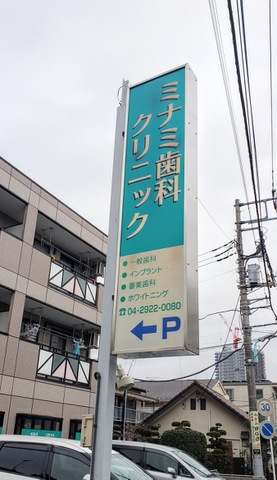 ミナミ歯科
クリニック
●一般歯科
●インプラント
●審美歯科
●ホワイトニング
☎04-2922-0080
←P
30